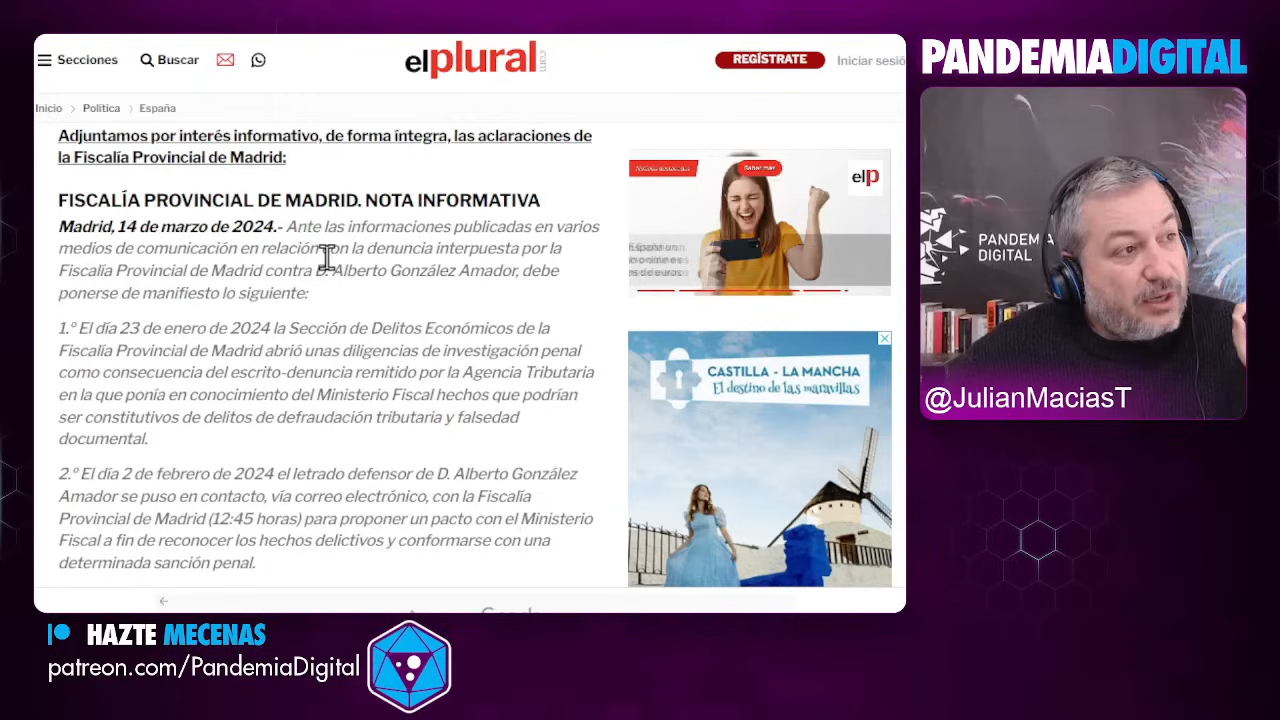 Secciones
Buscar
elplural
.com
REGÍSTRATE
Iniciar sesió
Inicio > Política > España
Adjuntamos por interés informativo, de forma íntegra, las aclaraciones de
la Fiscalía Provincial de Madrid:
FISCALÍA PROVINCIAL DE MADRID. NOTA INFORMATIVA
Madrid, 14 de marzo de 2024.- Ante las informaciones publicadas en varios
medios de comunicación en relación con la denuncia interpuesta por la
Fiscalía Provincial de Madrid contra Alberto González Amador, debe
ponerse de manifiesto lo siguiente:
1.º El día 23 de enero de 2024 la Sección de Delitos Económicos de la
Fiscalía Provincial de Madrid abrió unas diligencias de investigación penal
como consecuencia del escrito-denuncia remitido por la Agencia Tributaria
en la que ponía en conocimiento del Ministerio Fiscal hechos que podrían
ser constitutivos de delitos de defraudación tributaria y falsedad
documental.
2.º El día 2 de febrero de 2024 el letrado defensor de D. Alberto González
Amador se puso en contacto, vía correo electrónico, con la Fiscalía
Provincial de Madrid (12:45 horas) para proponer un pacto con el Ministerio
Fiscal a fin de reconocer los hechos delictivos y conformarse con una
determinada sanción penal.
Saber más
elp
CASTILLA - LA MANCHA
El destino de las maravillas
PANDEMIADIGITAL
PANDEMIA
DIGITAL
@JulianMaciasT
HAZTE MECENAS
patreon.com/PandemiaDigital